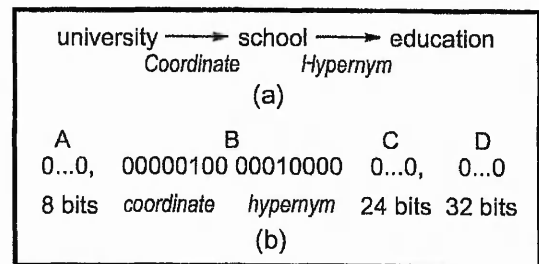 university → school → education
Coordinate Hypernym
(a)
A B C D
0...0, 00000100 00010000 0...0, 0...0
8 bits coordinate hypernym 24 bits 32 bits
(b)